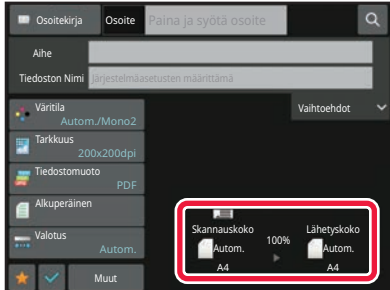 Osoitekirja Osoite Paina ja syötä osoite
Aihe
Tiedoston Nimi Järjestelmäasetusten määrittämä
Väritila
Autom./Mono2
Vaihtoehdot
Tarkkuus
200x200dpi
Tiedostomuoto
PDF
Alkuperäinen
Valotus
Autom.
Skannauskoko 100% Lähetyskoko
Autom. Autom.
A4 A4
Muut